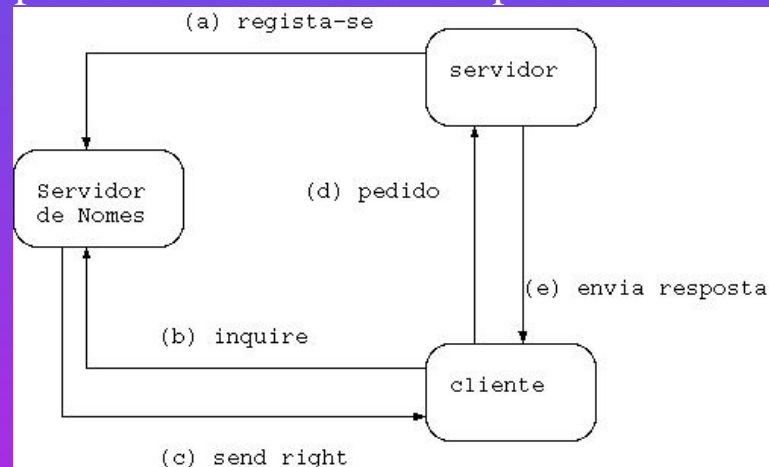 (a) regista-se
servidor
Servidor
de Nomes
(d) pedido
(e) envia resposta
(b) inquire
cliente
(c) send right